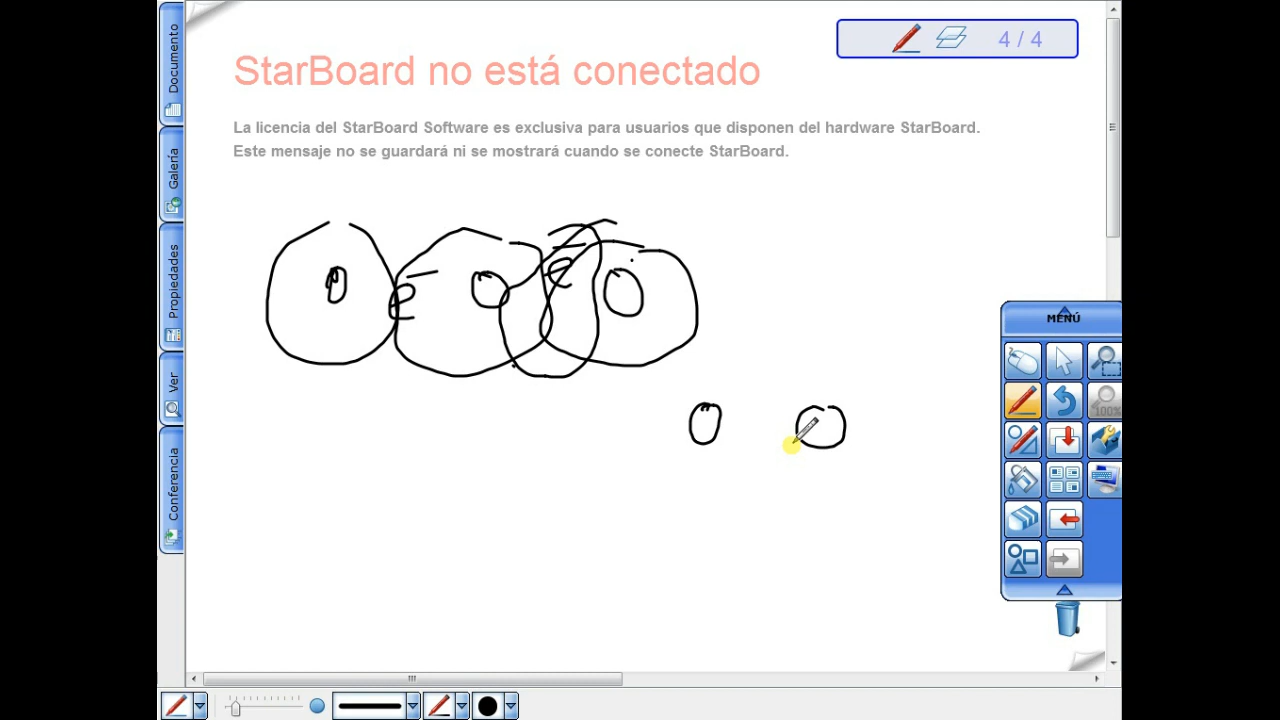 Documento
Galería
Propiedades
Ver
Conferencia
4 / 4
StarBoard no está conectado
La licencia del StarBoard Software es exclusiva para usuarios que disponen del hardware StarBoard.
Este mensaje no se guardará ni se mostrará cuando se conecte StarBoard.
e e
MENÚ
100%